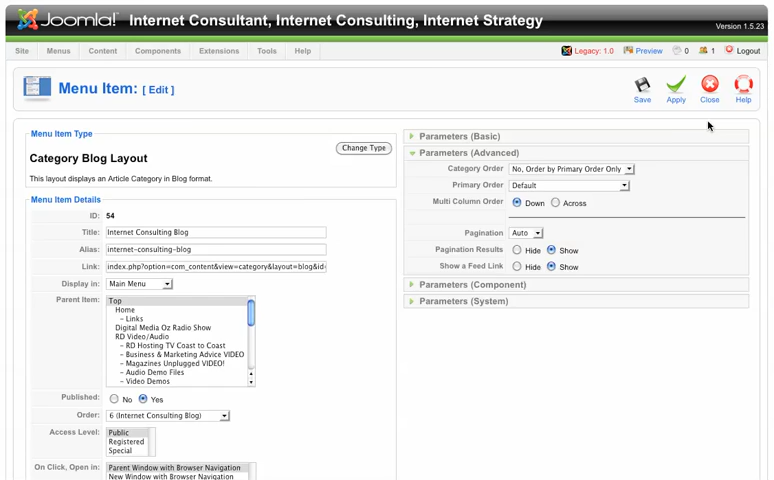 Joomla!® Internet Consultant, Internet Consulting, Internet Strategy
Version 1.5.23
Site Menus Content Components Extensions Tools Help
Legacy: 1.0 Preview 0 1 Logout
Menu Item: [ Edit ]
Save Apply Close Help
Menu Item Type
Category Blog Layout
Change Type
This layout displays an Article Category in Blog format.
Menu Item Details
ID: 54
Title: Internet Consulting Blog
Alias: internet-consulting-blog
Link: index.php?option=com_content&view=category&layout=blog&id
Display in: Main Menu
Parent Item: Top
Home
- Links
Digital Media Oz Radio Show
RD Video/Audio
- RD Hosting TV Coast to Coast
- Business & Marketing Advice VIDEO
- Magazines Unplugged VIDEO!
- Audio Demo Files
- Video Demos
Published: No Yes
Order: 6 (Internet Consulting Blog)
Access Level: Public
Registered
Special
On Click, Open in: Parent Window with Browser Navigation
New Window with Browser Navigation
Parameters (Basic)
Parameters (Advanced)
Category Order No, Order by Primary Order Only
Primary Order Default
Multi Column Order Down Across
Pagination Auto
Pagination Results Hide Show
Show a Feed Link Hide Show
Parameters (Component)
Parameters (System)